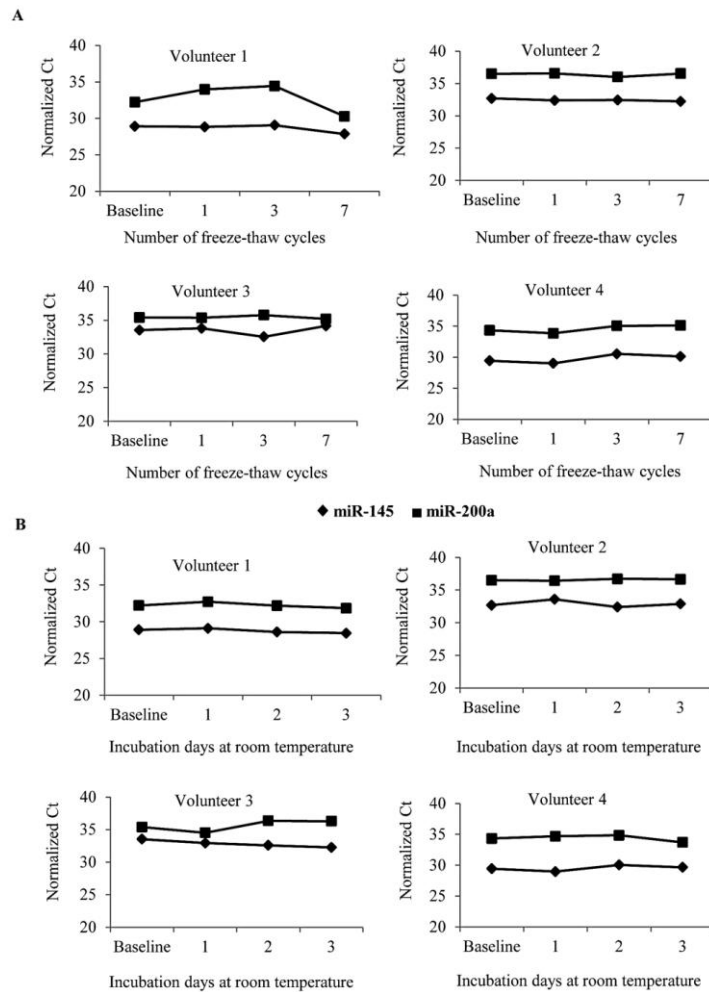 A
Volunteer 1
Normalized Ct
40
35
30
25
20
Baseline 1 3 7
Number of freeze-thaw cycles
Volunteer 2
Normalized Ct
40
35
30
25
20
Baseline 1 3 7
Number of freeze-thaw cycles
Volunteer 3
Normalized Ct
40
35
30
25
20
Baseline 1 3 7
Number of freeze-thaw cycles
Volunteer 4
Normalized Ct
40
35
30
25
20
Baseline 1 3 7
Number of freeze-thaw cycles
miR-145 miR-200a
B
Volunteer 1
Normalized Ct
40
35
30
25
20
Baseline 1 2 3
Incubation days at room temperature
Volunteer 2
Normalized Ct
40
35
30
25
20
Baseline 1 2 3
Incubation days at room temperature
Volunteer 3
Normalized Ct
40
35
30
25
20
Baseline 1 2 3
Incubation days at room temperature
Volunteer 4
Normalized Ct
40
35
30
25
20
Baseline 1 2 3
Incubation days at room temperature